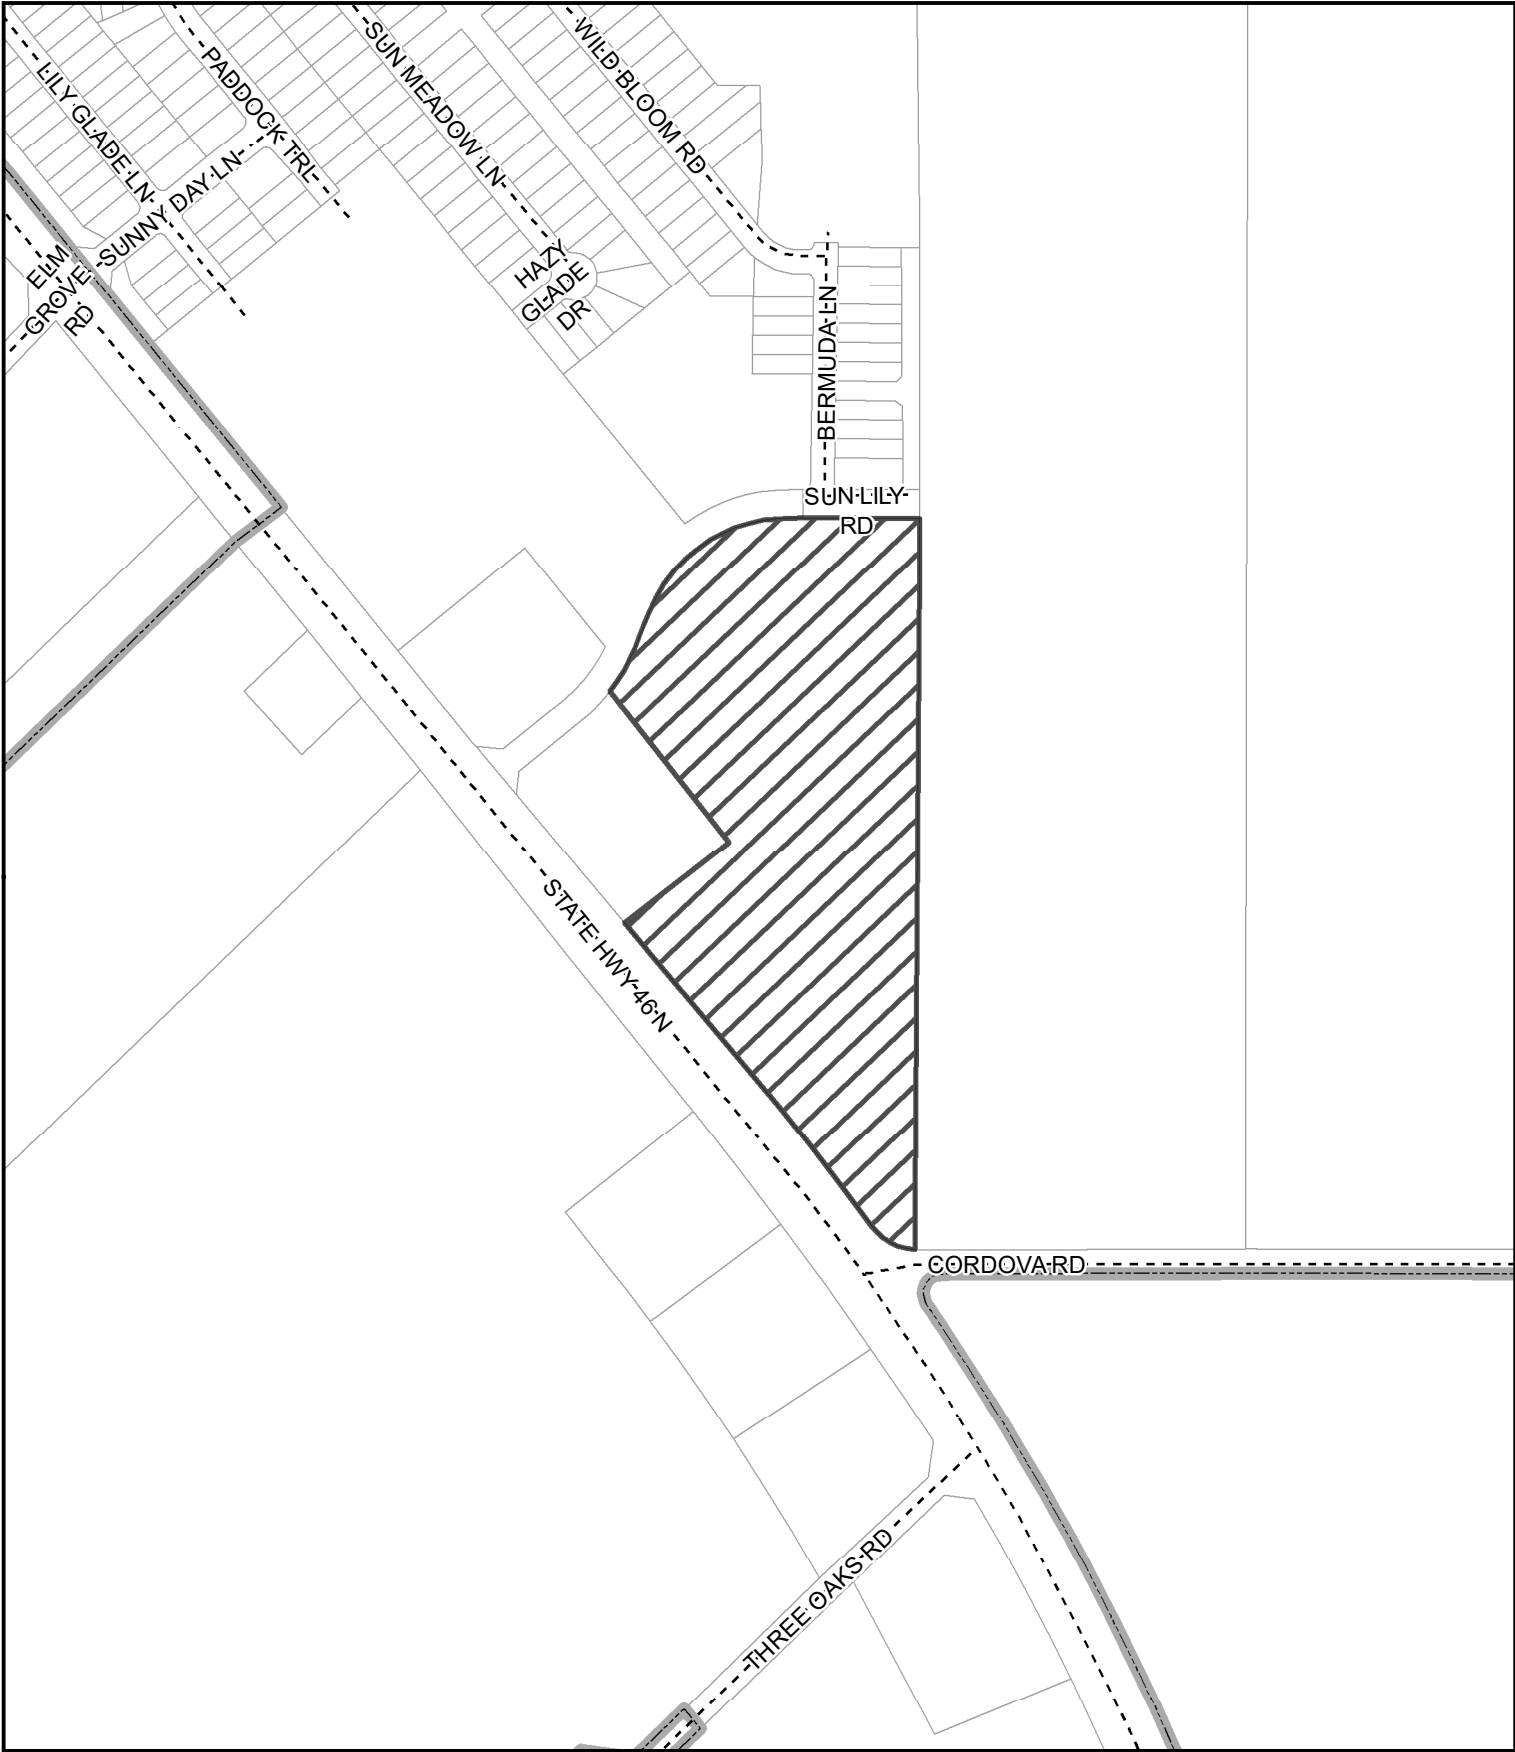 LILY GLADE LN
PADDOCK TRL
SUN MEADOW LN
WILD BLOOM RD
SUNNY DAY LN
ELM
GROVE
RD
HAZY
GLADE
DR
BERMUDA LN
SUN LILY
RD
STATE HWY 46 N
CORDOVA RD
THREE OAKS RD